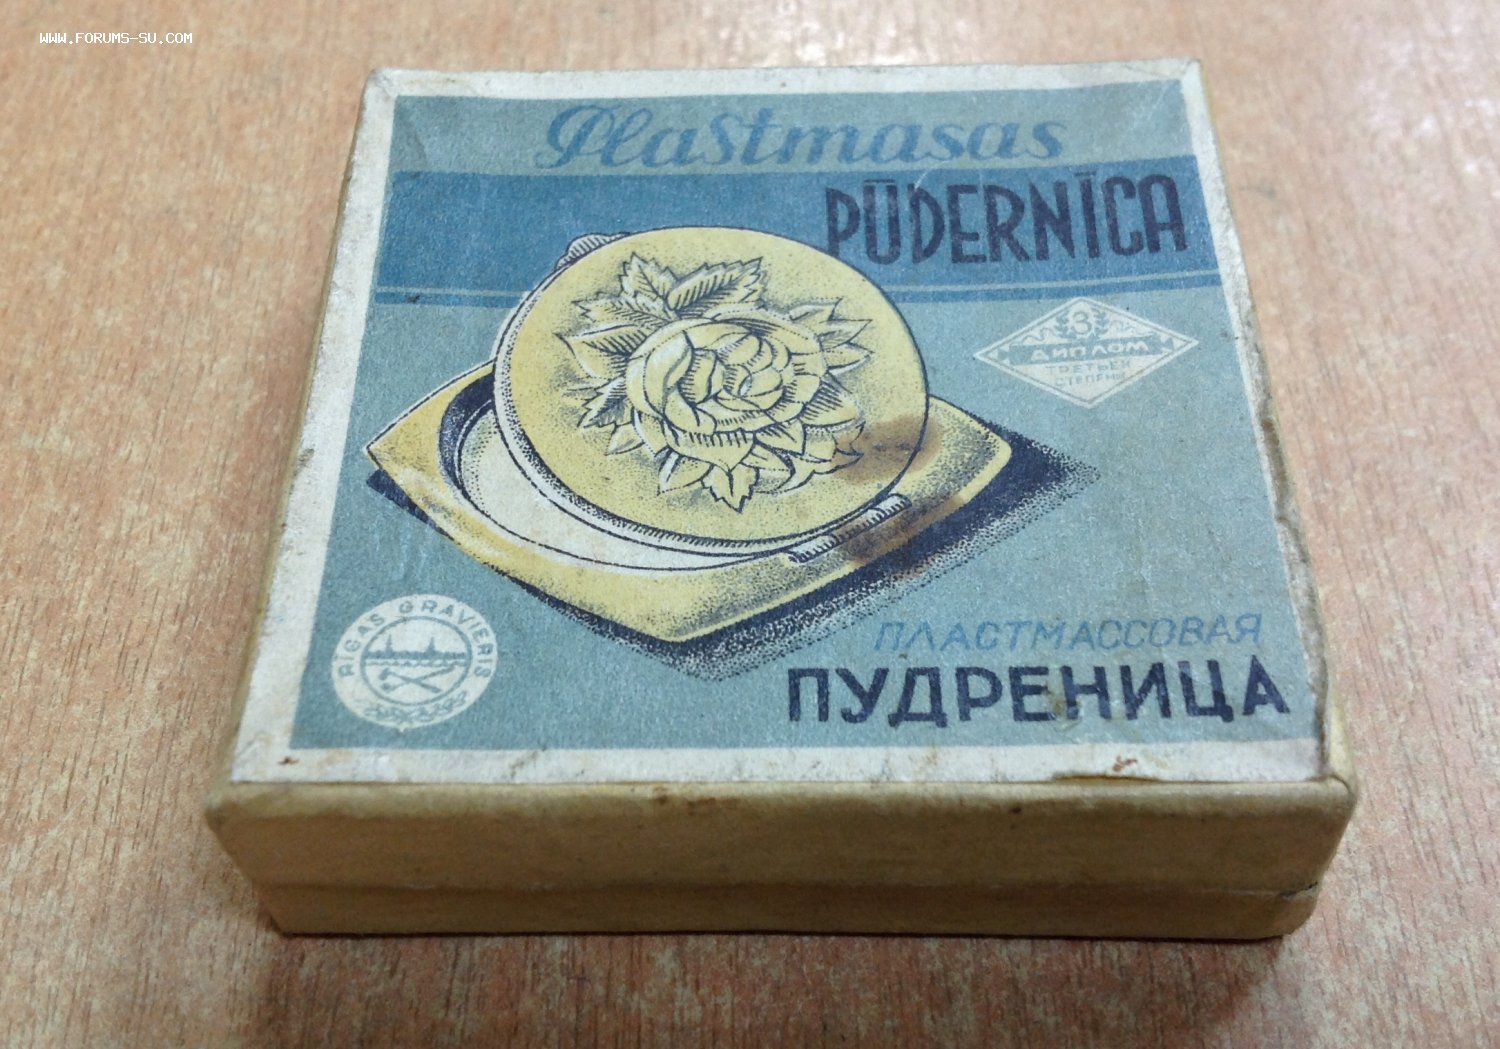 WWW.FORUMS-SU.COM
Plastmasas
PŪDERNĪCA
3
ДИПЛОМ
ТРЕТЬЕЙ
СТЕПЕНИ
RIGAS GRAVIERIS
ПЛАСТМАССОВАЯ
ПУДРЕНИЦА